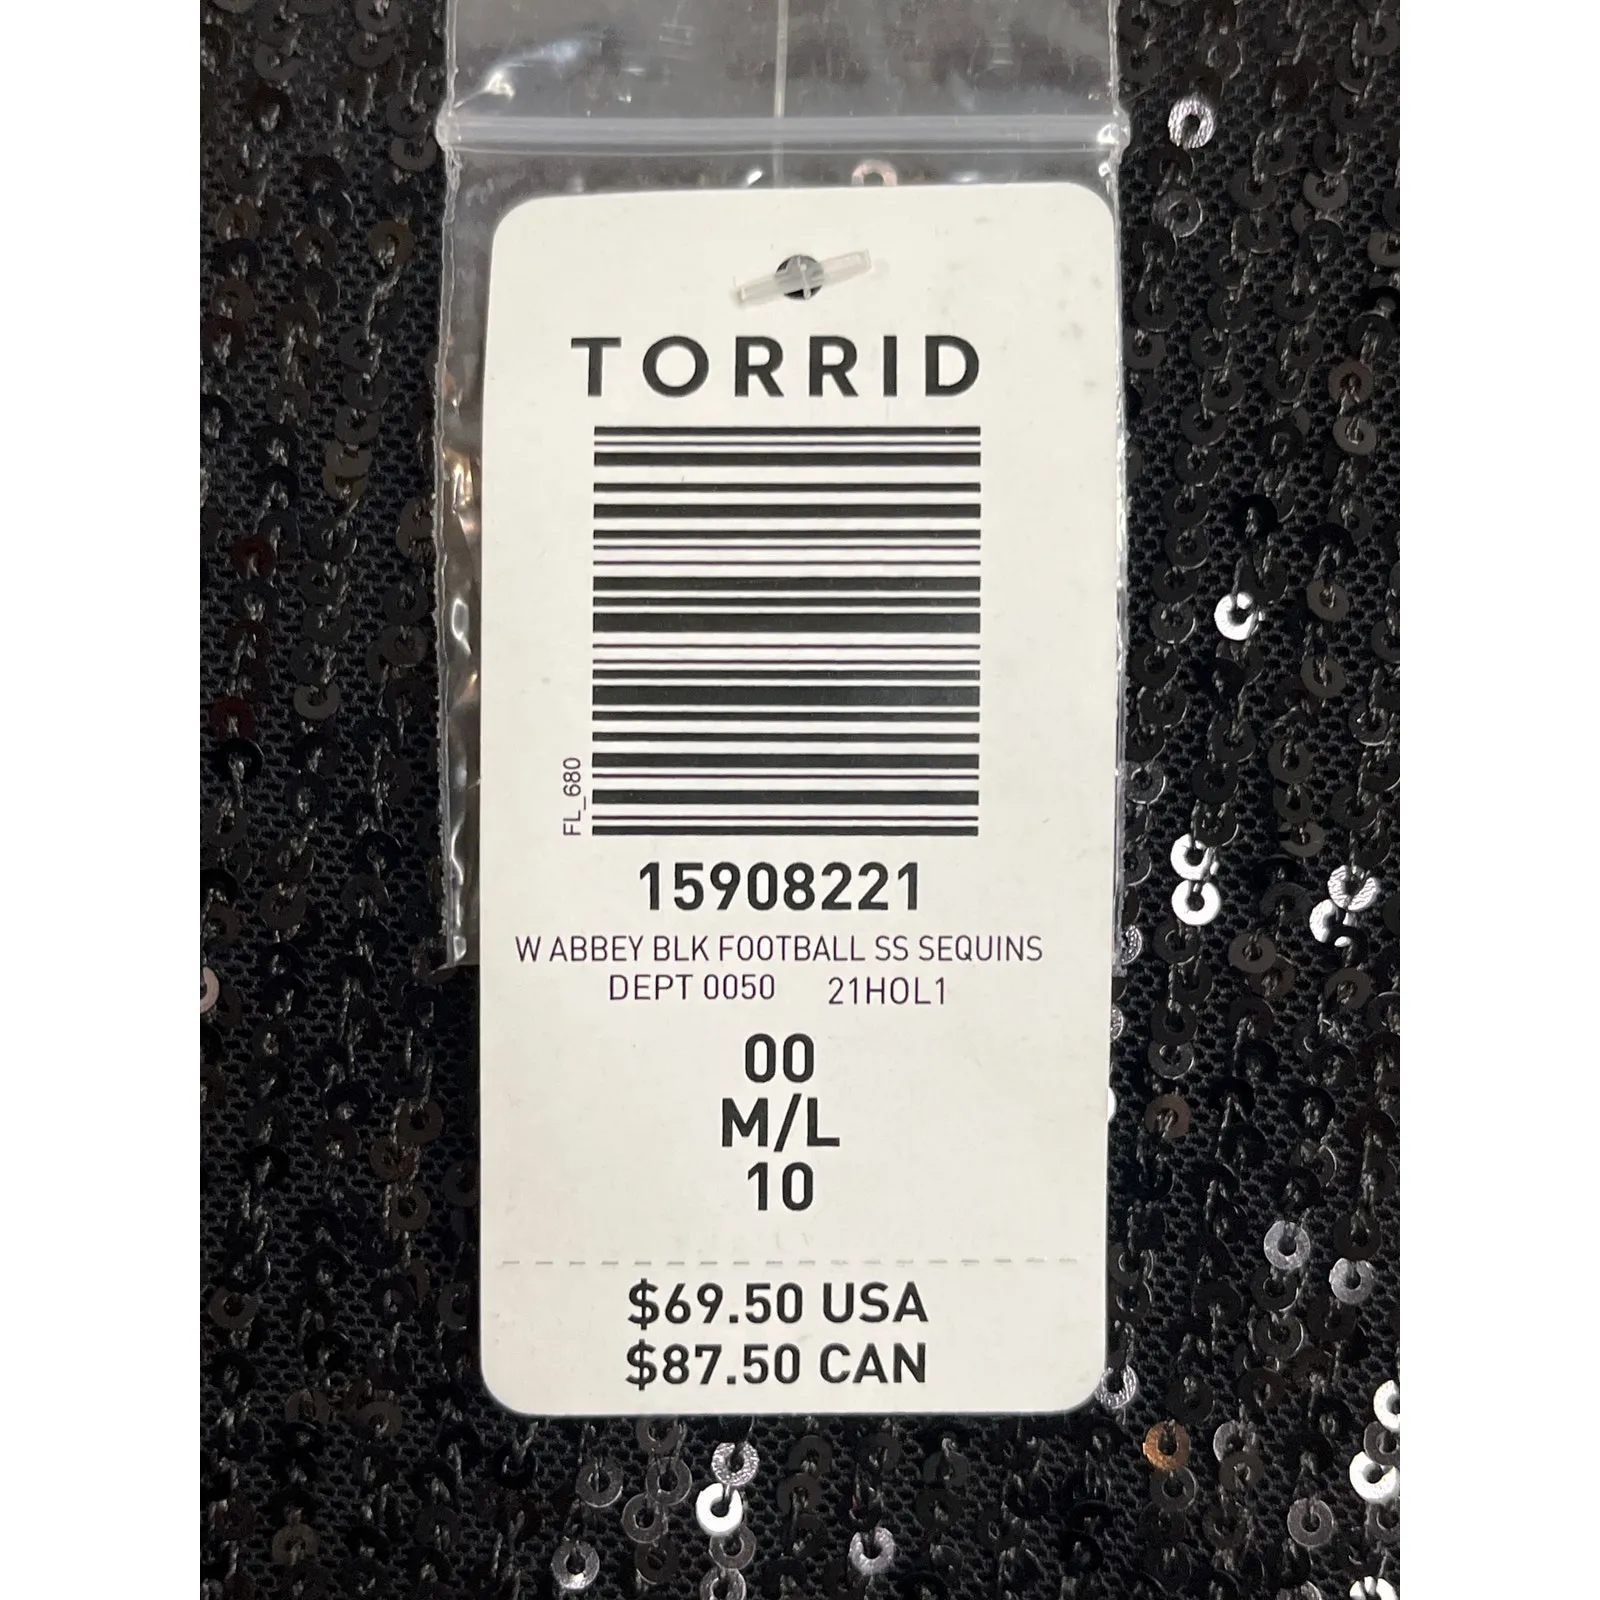 TORRID
FL_680
15908221
W ABBEY BLK FOOTBALL SS SEQUINS
DEPT 0050 21HOL1
00
M/L
10
$69.50 USA
$87.50 CAN